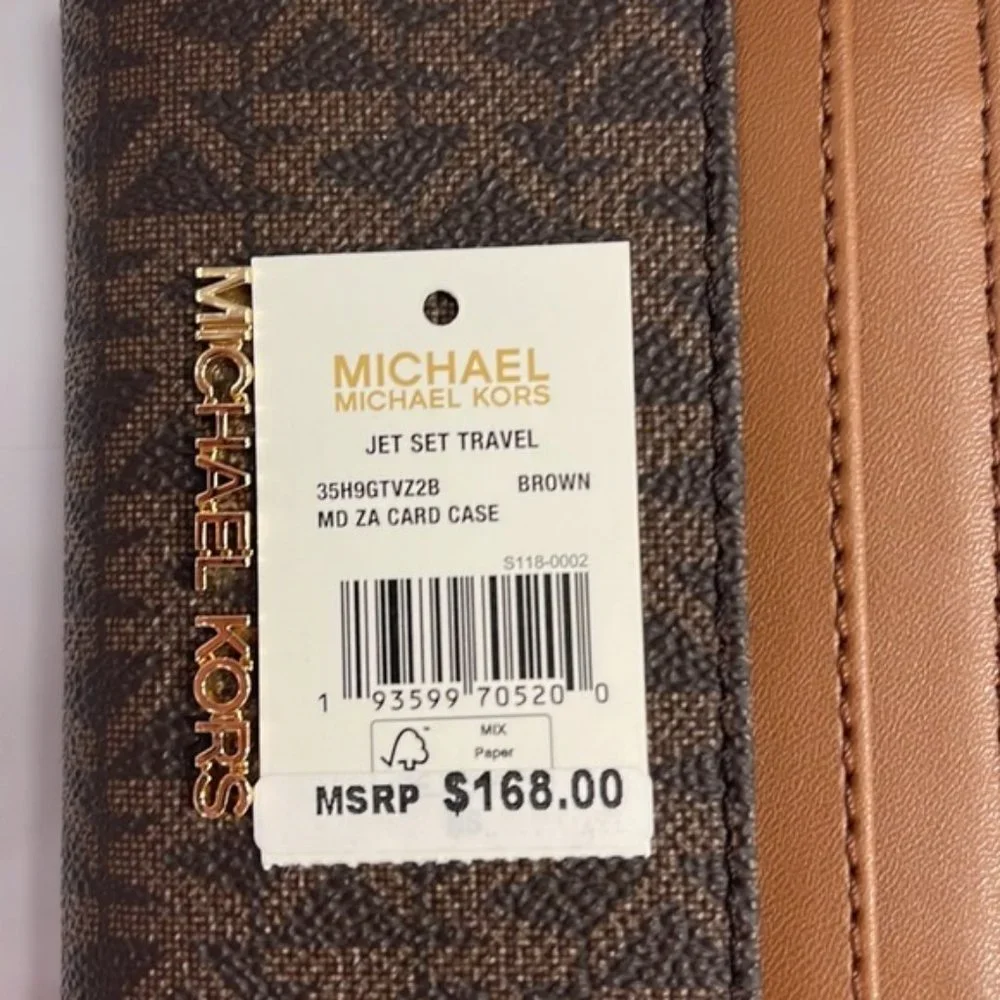 MICHAEL KORS
MICHAEL
MICHAEL KORS
JET SET TRAVEL
35H9GTVZ2B BROWN
MD ZA CARD CASE
S118-0002
1 93599 70520 0
MIX
Paper
MSRP $168.00